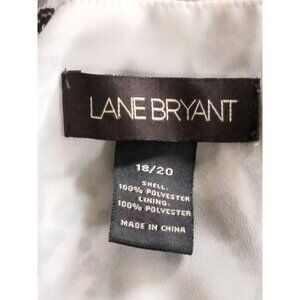 LANE BRYANT
18/20
SHELL:
100% POLYESTER
LINING:
100% POLYESTER
MADE IN CHINA